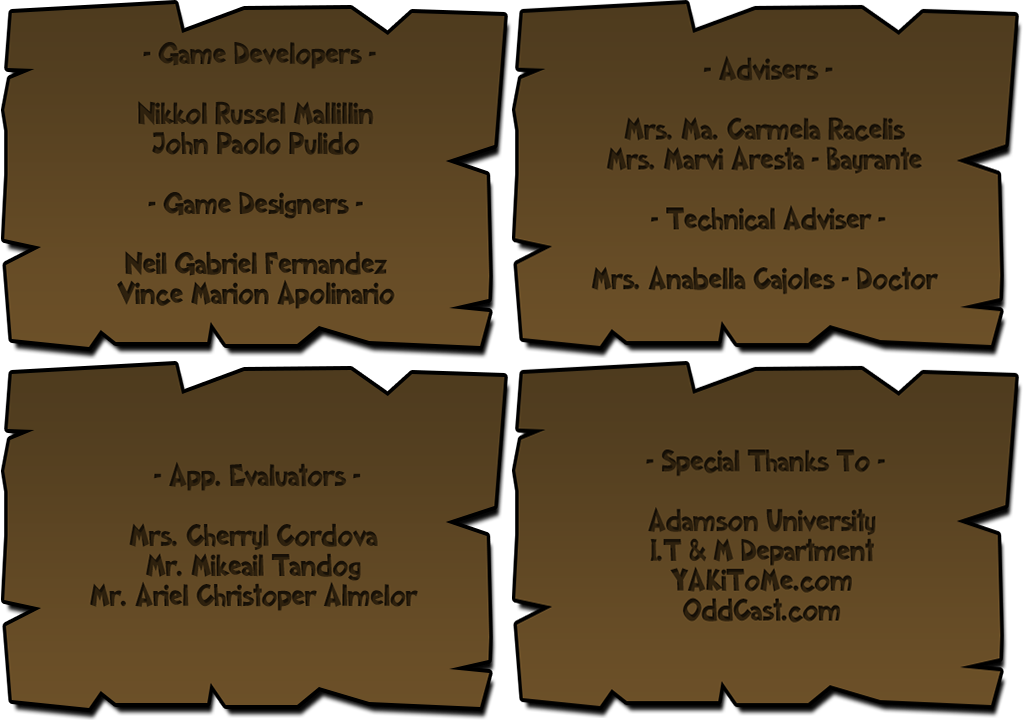 - Game Developers -
Nikkol Russel Mallillin
John Paolo Pulido
- Game Designers -
Neil Gabriel Fernandez
Vince Marion Apolinario
- Advisers -
Mrs. Ma. Carmela Racelis
Mrs. Marvi Aresta - Bayrante
- Technical Adviser -
Mrs. Anabella Cajoles - Doctor
- App. Evaluators -
Mrs. Cherryl Cordova
Mr. Mikeail Tandog
Mr. Ariel Christoper Almelor
- Special Thanks To -
Adamson University
I.T & M Department
YAKiToMe.com
OddCast.com